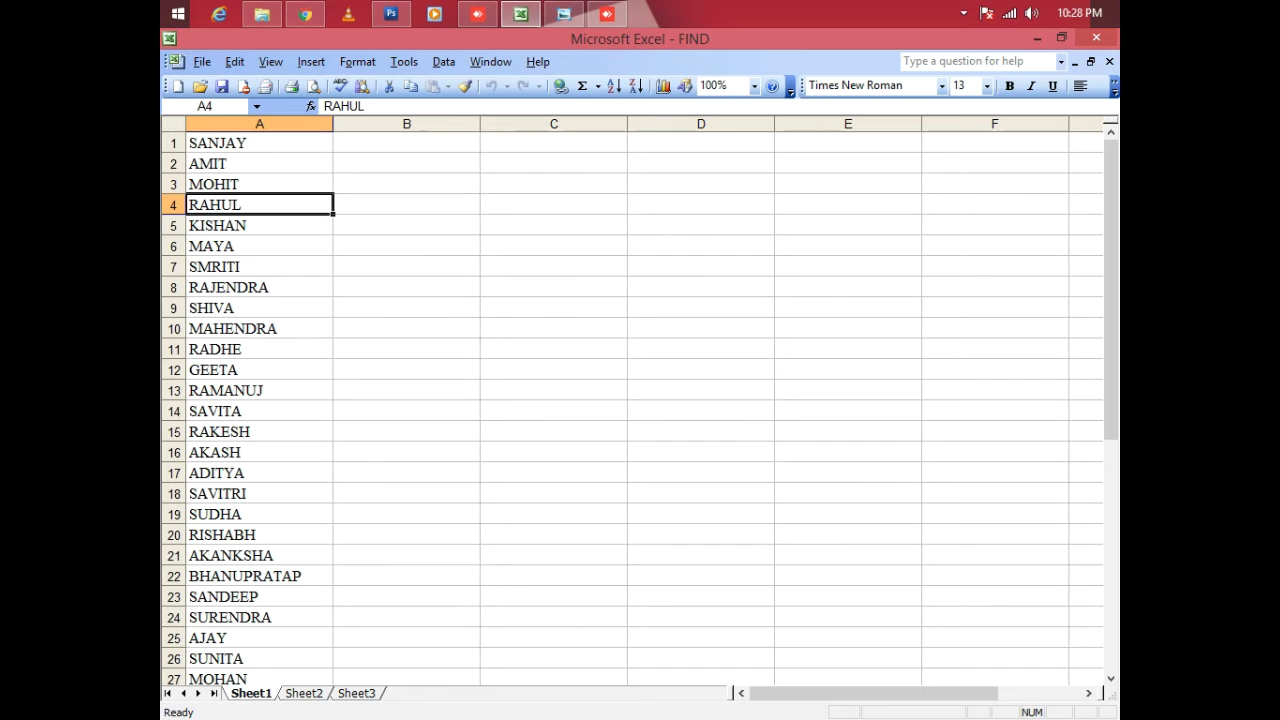 10:28 PM
Microsoft Excel - FIND
File Edit View Insert Format Tools Data Window Help
Type a question for help
100%
Times New Roman
13
B I U
A4
fx RAHUL
A B C D E F
1 SANJAY
2 AMIT
3 MOHIT
4 RAHUL
5 KISHAN
6 MAYA
7 SMRITI
8 RAJENDRA
9 SHIVA
10 MAHENDRA
11 RADHE
12 GEETA
13 RAMANUJ
14 SAVITA
15 RAKESH
16 AKASH
17 ADITYA
18 SAVITRI
19 SUDHA
20 RISHABH
21 AKANKSHA
22 BHANUPRATAP
23 SANDEEP
24 SURENDRA
25 AJAY
26 SUNITA
27 MOHAN
Sheet1 Sheet2 Sheet3
Ready
NUM